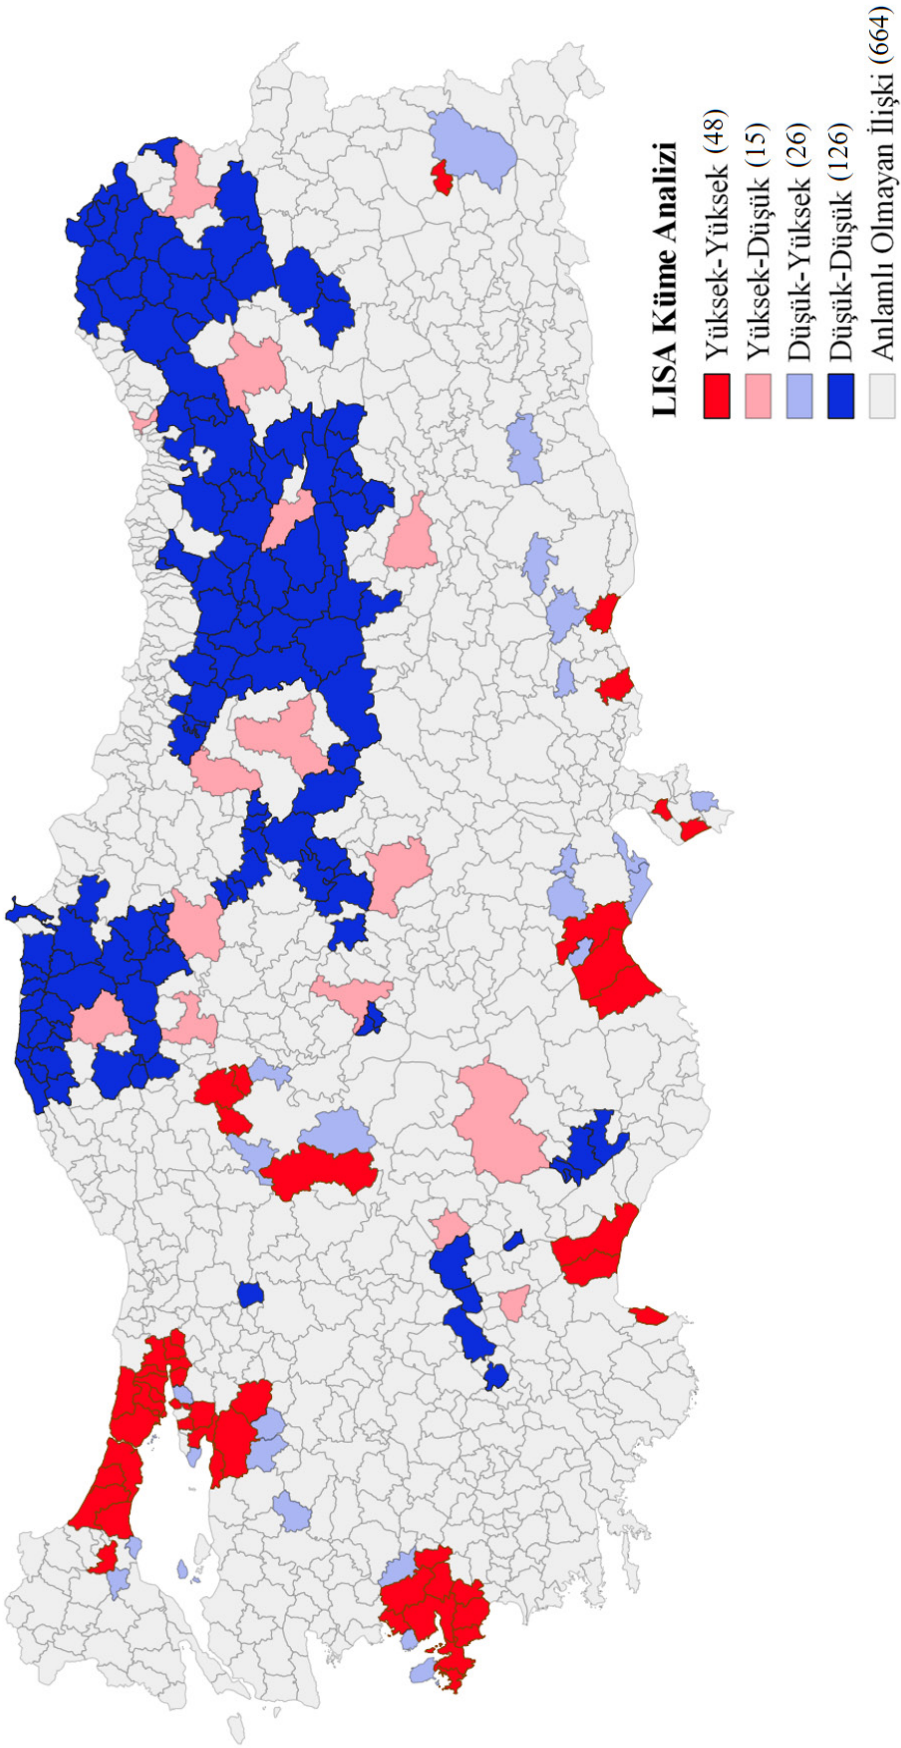 LISA Küme Analizi
Yüksek-Yüksek (48)
Yüksek-Düşük (15)
Düşük-Yüksek (26)
Düşük-Düşük (126)
Anlamlı Olmayan İlişki (664)